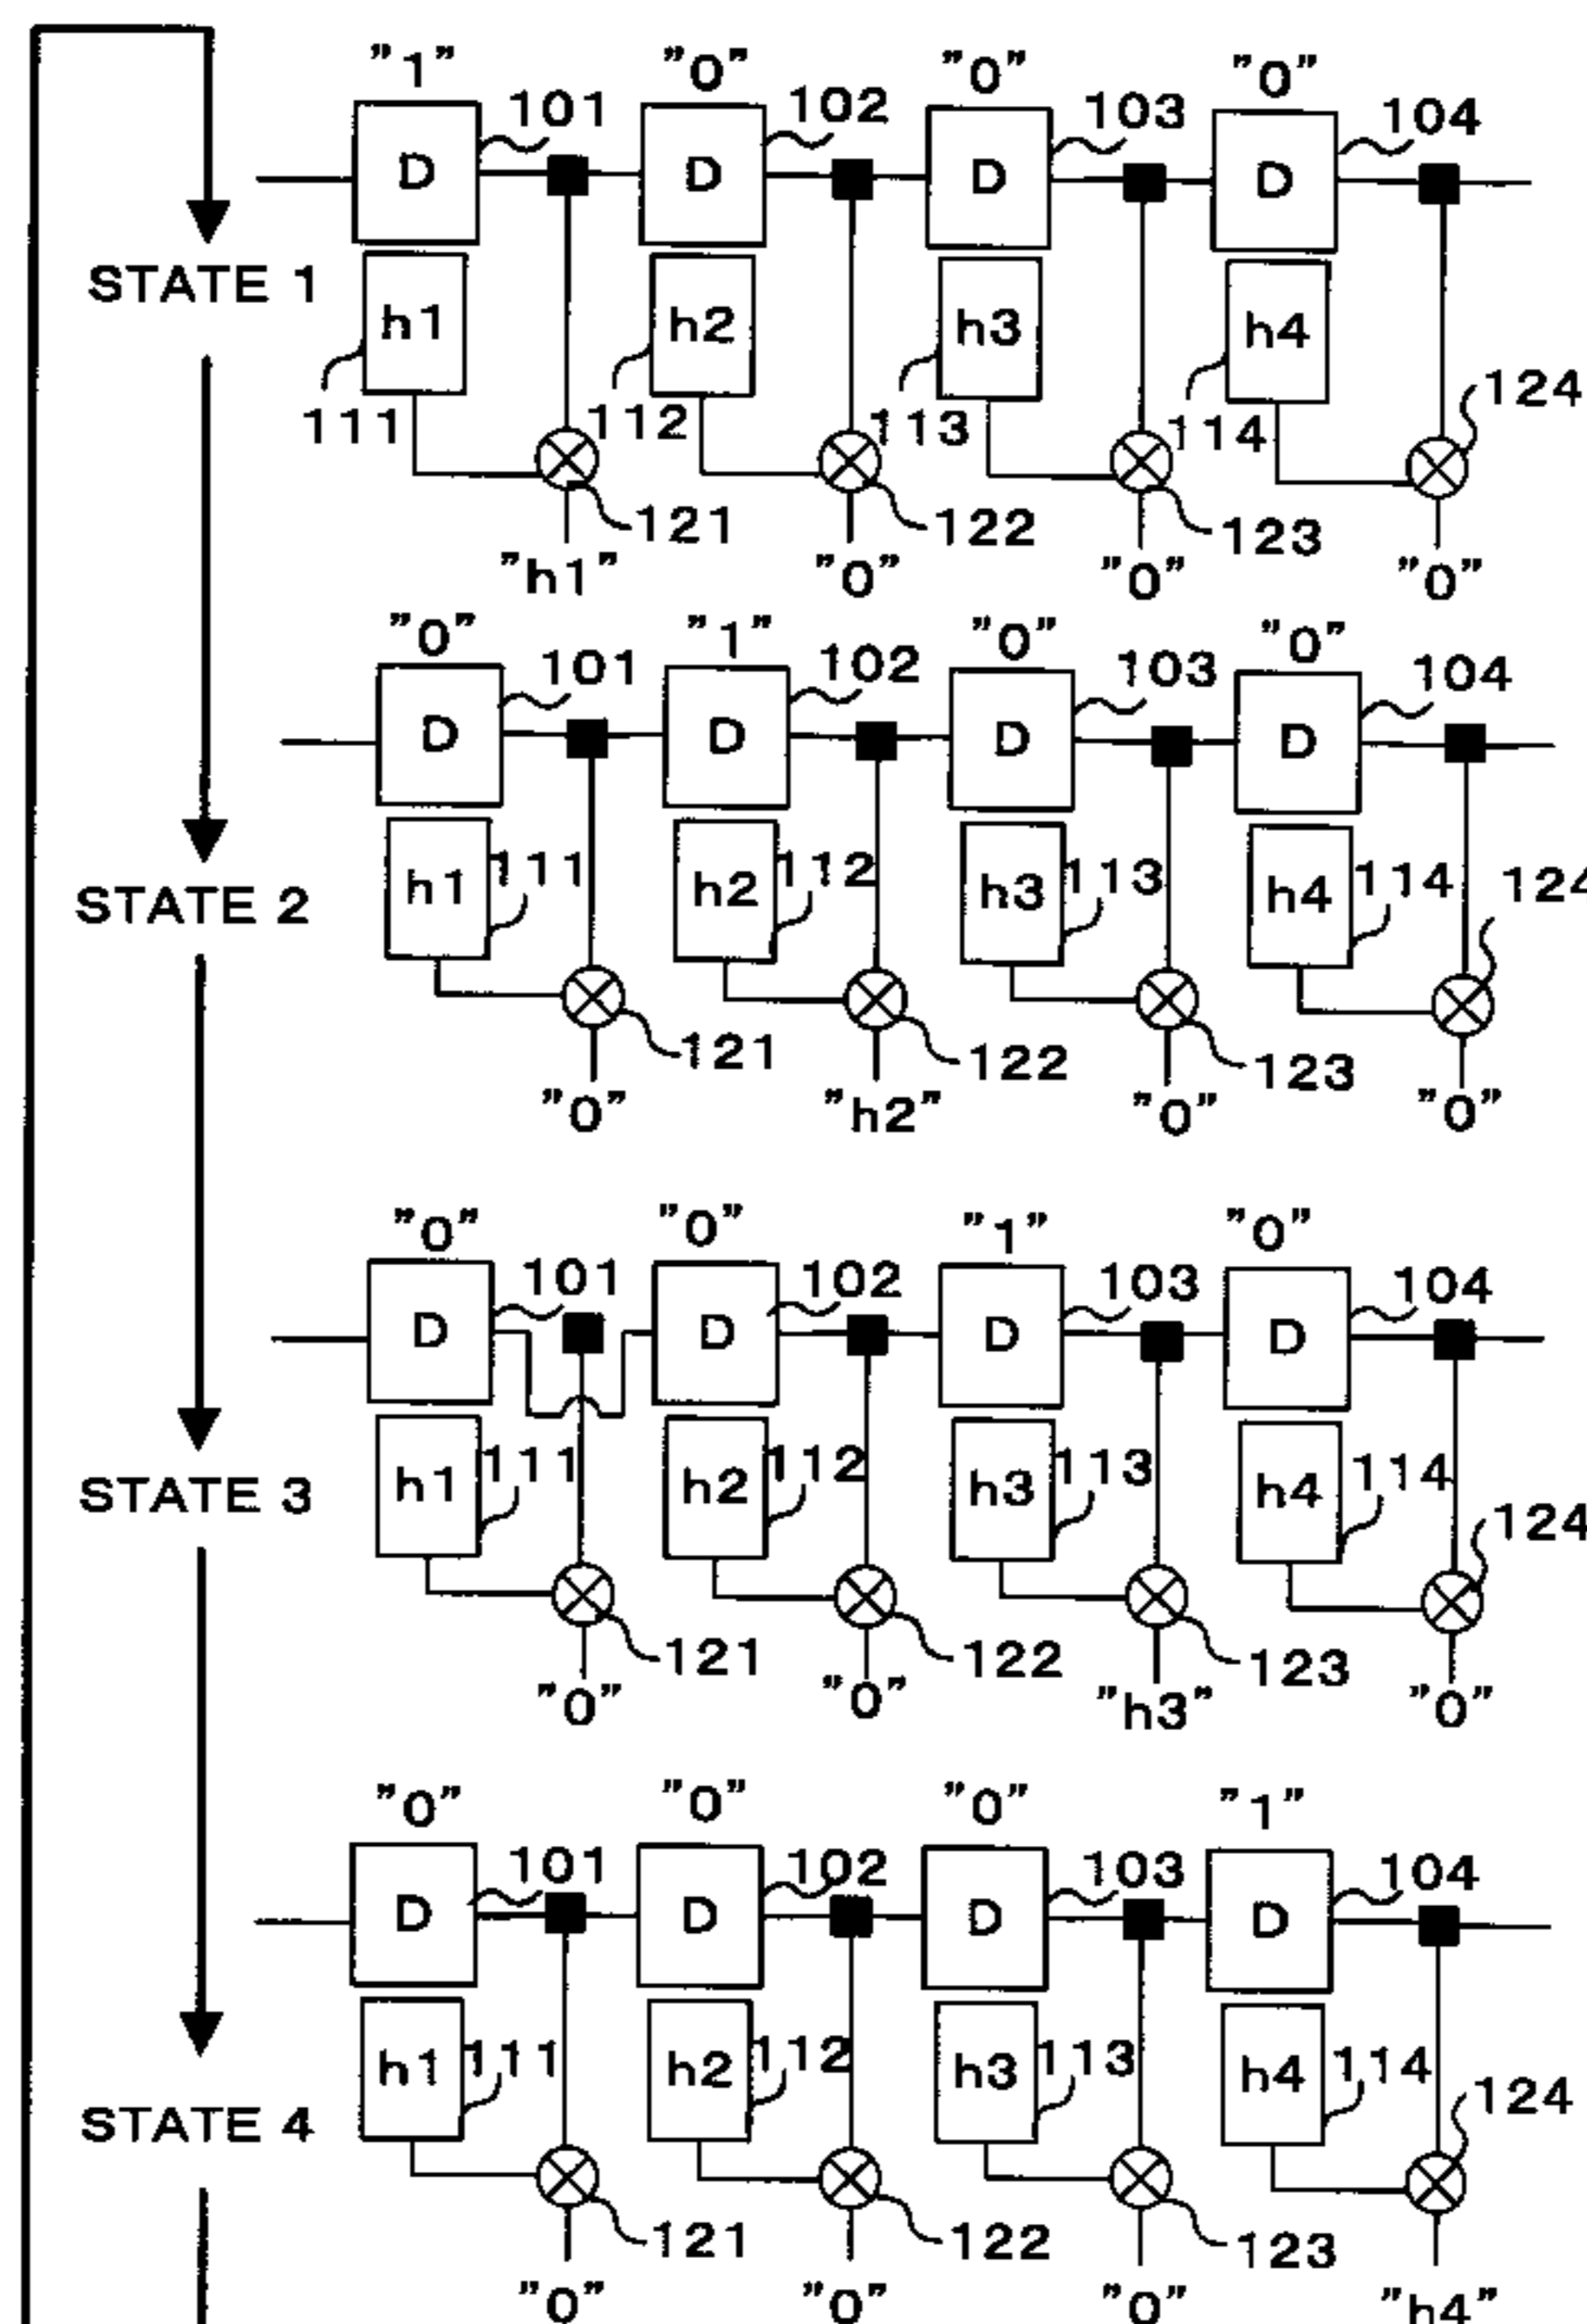 "1" "0" "0" "0"
101 102 103 104
D D D D
STATE 1
h1 h2 h3 h4
111 112 113 114 124
121 122 123
"h1" "0" "0" "0"
"0" "1" "0" "0"
101 102 103 104
D D D D
STATE 2
h1 111 h2 112 h3 113 h4 114 124
121 122 123
"0" "h2" "0" "0"
"0" "0" "1" "0"
101 102 103 104
D D D D
STATE 3
h1 111 h2 112 h3 113 h4 114 124
121 122 123
"0" "0" "h3" "0"
"0" "0" "0" "1"
101 102 103 104
D D D D
STATE 4
h1 111 h2 112 h3 113 h4 114 124
121 122 123
"0" "0" "0" "h4"